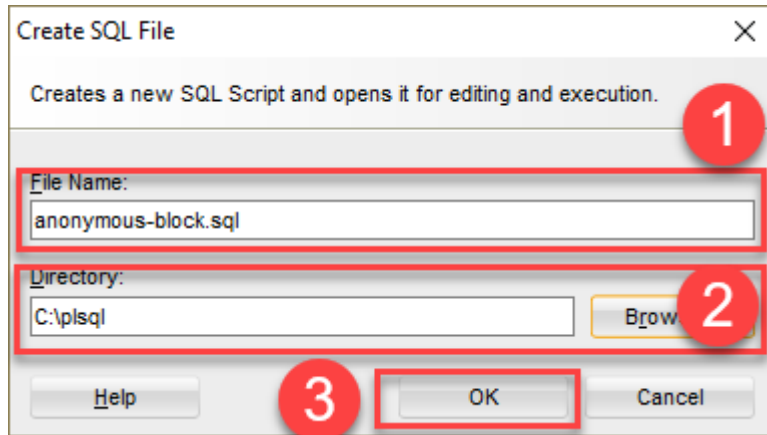 Create SQL File
Creates a new SQL Script and opens it for editing and execution.
1
File Name:
anonymous-block.sql
Directory:
C:\plsql
2
Help
3
OK
Cancel